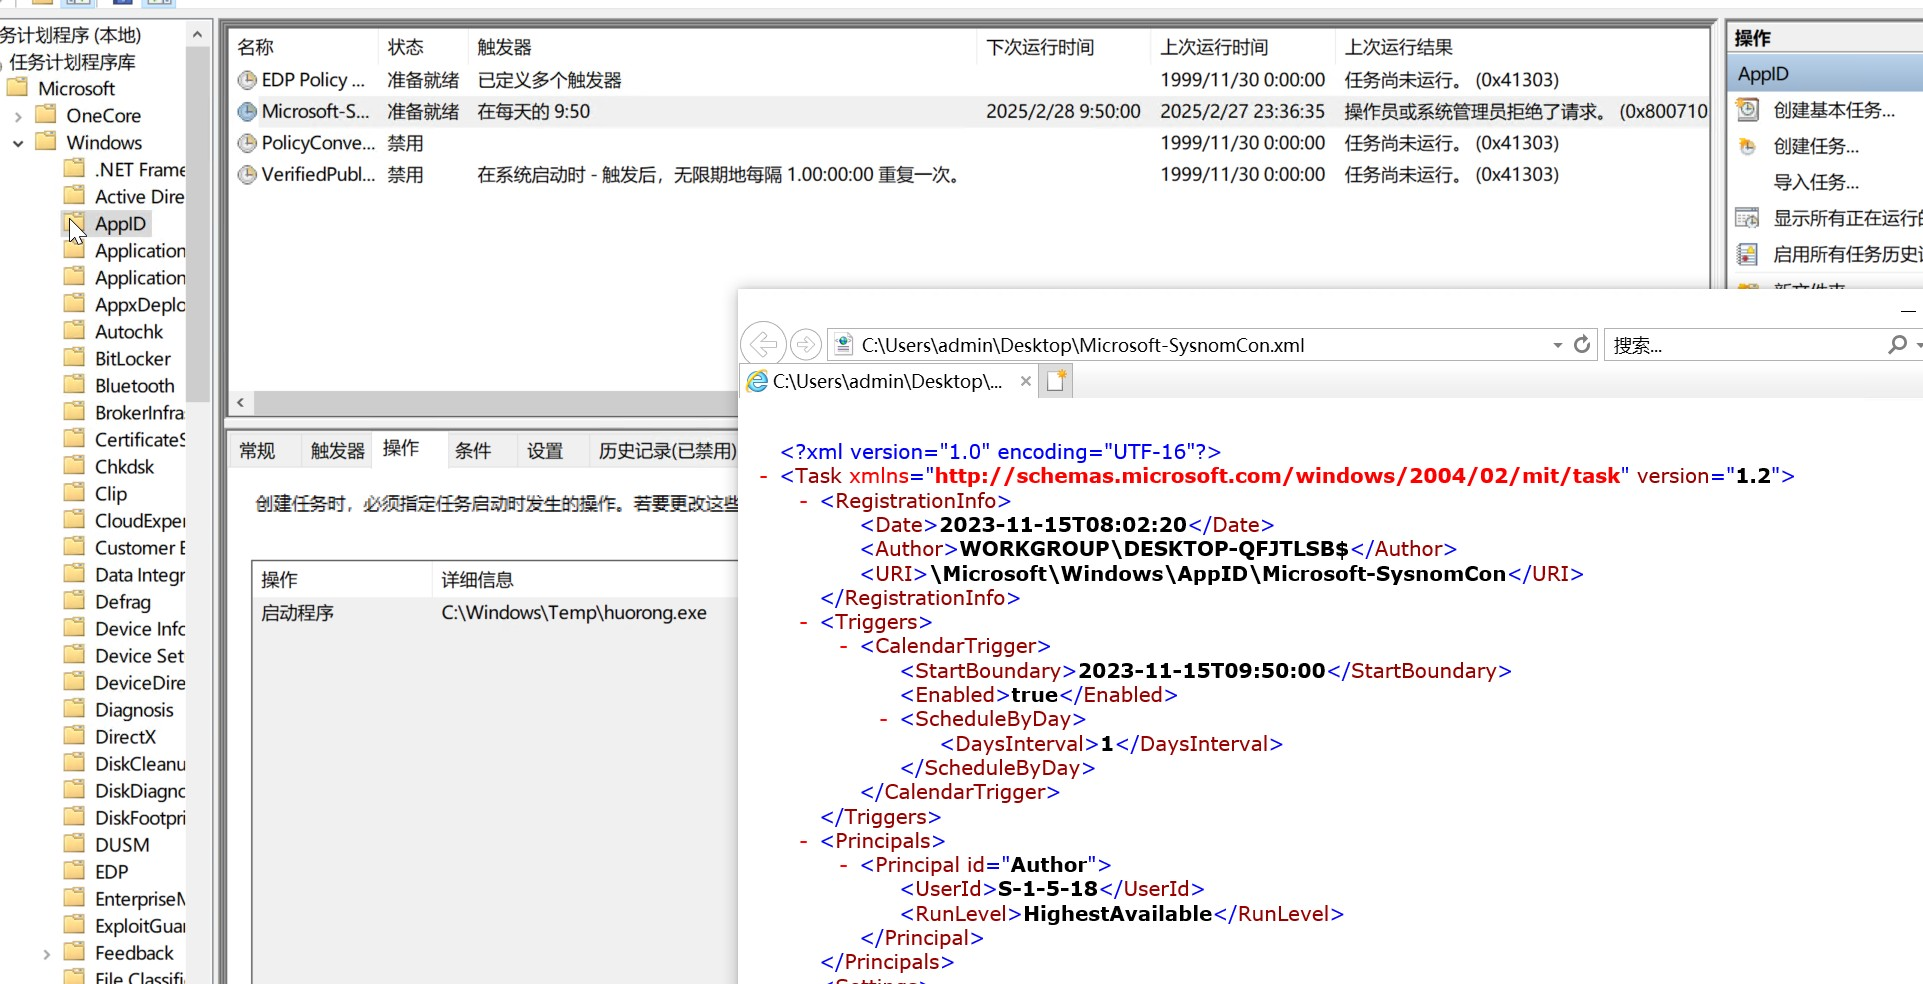 务计划程序 (本地)
任务计划程序库
Microsoft
OneCore
Windows
.NET Frame
Active Dire
AppID
Application
Application
AppxDeplo
Autochk
BitLocker
Bluetooth
BrokerInfra
CertificateS
Chkdsk
Clip
CloudExper
Customer E
Data Integr
Defrag
Device Info
Device Set
DeviceDire
Diagnosis
DirectX
DiskCleanu
DiskDiagno
DiskFootpri
DUSM
EDP
EnterpriseM
ExploitGuar
Feedback
File Classifi
名称 状态 触发器 下次运行时间 上次运行时间 上次运行结果
EDP Policy ... 准备就绪 已定义多个触发器 1999/11/30 0:00:00 任务尚未运行。 (0x41303)
Microsoft-S... 准备就绪 在每天的 9:50 2025/2/28 9:50:00 2025/2/27 23:36:35 操作员或系统管理员拒绝了请求。 (0x800710
PolicyConve... 禁用 1999/11/30 0:00:00 任务尚未运行。 (0x41303)
VerifiedPubl... 禁用 在系统启动时 - 触发后，无限期地每隔 1.00:00:00 重复一次。 1999/11/30 0:00:00 任务尚未运行。 (0x41303)
常规 触发器 操作 条件 设置 历史记录(已禁用)
创建任务时，必须指定任务启动时发生的操作。若要更改这些
操作 详细信息
启动程序 C:\Windows\Temp\huorong.exe
操作
AppID
创建基本任务...
创建任务...
导入任务...
显示所有正在运行的
启用所有任务历史记
新文件夹
C:\Users\admin\Desktop\Microsoft-SysnomCon.xml
搜索...
C:\Users\admin\Desktop\...
<?xml version="1.0" encoding="UTF-16"?>
- <Task xmlns="http://schemas.microsoft.com/windows/2004/02/mit/task" version="1.2">
- <RegistrationInfo>
<Date>2023-11-15T08:02:20</Date>
<Author>WORKGROUP\DESKTOP-QFJTLSB$</Author>
<URI>\Microsoft\Windows\AppID\Microsoft-SysnomCon</URI>
</RegistrationInfo>
- <Triggers>
- <CalendarTrigger>
<StartBoundary>2023-11-15T09:50:00</StartBoundary>
<Enabled>true</Enabled>
- <ScheduleByDay>
<DaysInterval>1</DaysInterval>
</ScheduleByDay>
</CalendarTrigger>
</Triggers>
- <Principals>
- <Principal id="Author">
<UserId>S-1-5-18</UserId>
<RunLevel>HighestAvailable</RunLevel>
</Principal>
</Principals>
<Settings>